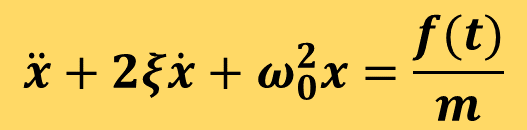 ẍ + 2ξẋ + ω₀²x = f(t)/m